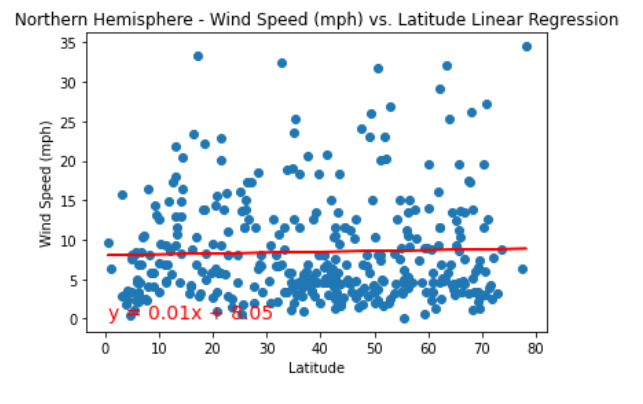 Northern Hemisphere - Wind Speed (mph) vs. Latitude Linear Regression
35
30
25
20
15
10
5
0
Wind Speed (mph)
y = 0.01x + 8.05
0 10 20 30 40 50 60 70 80
Latitude